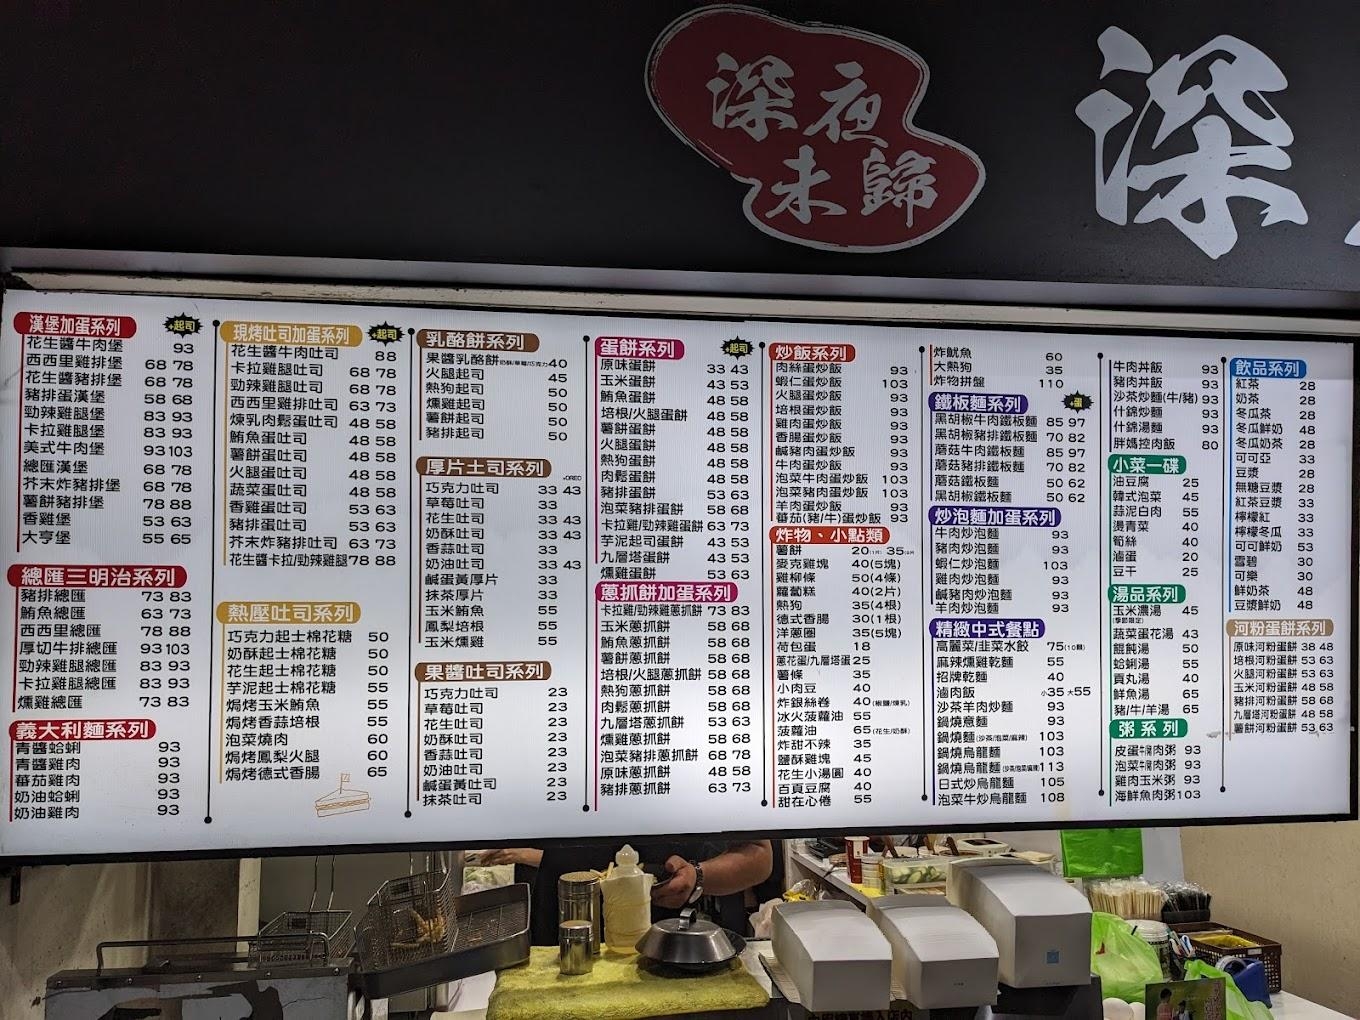 深夜
未歸
深
漢堡加蛋系列 +起司
花生醬牛肉堡 93
西西里雞排堡 68 78
花生醬豬排堡 68 78
豬排蛋漢堡 58 68
勁辣雞腿堡 83 93
卡拉雞腿堡 83 93
美式牛肉堡 93 103
總匯漢堡 68 78
芥末炸豬排堡 68 78
薯餅豬排堡 78 88
香雞堡 53 63
大亨堡 55 65
總匯三明治系列
豬排總匯 73 83
鮪魚總匯 63 73
西西里總匯 78 88
厚切牛排總匯 93 103
勁辣雞腿總匯 83 93
卡拉雞腿總匯 83 93
燻雞總匯 73 83
義大利麵系列
青醬蛤蜊 93
青醬雞肉 93
蕃茄雞肉 93
奶油蛤蜊 93
奶油雞肉 93
現烤吐司加蛋系列 +起司
花生醬牛肉吐司 88
卡拉雞腿吐司 68 78
勁辣雞腿吐司 68 78
西西里雞排吐司 63 73
煉乳肉鬆蛋吐司 48 58
鮪魚蛋吐司 48 58
薯餅蛋吐司 48 58
火腿蛋吐司 48 58
蔬菜蛋吐司 48 58
香雞蛋吐司 53 63
豬排蛋吐司 53 63
芥末炸豬排吐司 63 73
花生醬卡拉/勁辣雞腿 78 88
熱壓吐司系列
巧克力起士棉花糖 50
奶酥起士棉花糖 50
花生起士棉花糖 50
芋泥起士棉花糖 55
焗烤玉米鮪魚 55
焗烤香蒜培根 55
泡菜燒肉 60
焗烤鳳梨火腿 60
焗烤德式香腸 65
乳酪餅系列
果醬乳酪餅 奶酥/草莓/巧克力 40
火腿起司 45
熱狗起司 50
燻雞起司 50
薯餅起司 50
豬排起司 50
厚片土司系列
+OREO
巧克力吐司 33 43
草莓吐司 33
花生吐司 33 43
奶酥吐司 33 43
香蒜吐司 33
奶油吐司 33 43
鹹蛋黃厚片 33
抹茶厚片 33
玉米鮪魚 55
鳳梨培根 55
玉米燻雞 55
果醬吐司系列
巧克力吐司 23
草莓吐司 23
花生吐司 23
奶酥吐司 23
香蒜吐司 23
奶油吐司 23
鹹蛋黃吐司 23
抹茶吐司 23
蛋餅系列 +起司
原味蛋餅 33 43
玉米蛋餅 43 53
鮪魚蛋餅 48 58
培根/火腿蛋餅 48 58
薯餅蛋餅 48 58
火腿蛋餅 48 58
熱狗蛋餅 48 58
肉鬆蛋餅 48 58
豬排蛋餅 53 63
泡菜豬排蛋餅 58 68
卡拉雞/勁辣雞蛋餅 63 73
芋泥起司蛋餅 43 53
九層塔蛋餅 43 53
燻雞蛋餅 53 63
蔥抓餅加蛋系列
卡拉雞/勁辣雞蔥抓餅 73 83
玉米蔥抓餅 58 68
鮪魚蔥抓餅 58 68
薯餅蔥抓餅 58 68
培根/火腿蔥抓餅 58 68
熱狗蔥抓餅 58 68
肉鬆蔥抓餅 58 68
九層塔蔥抓餅 53 63
燻雞蔥抓餅 58 68
泡菜豬排蔥抓餅 68 78
原味蔥抓餅 48 58
豬排蔥抓餅 63 73
炒飯系列
肉絲蛋炒飯 93
蝦仁蛋炒飯 103
火腿蛋炒飯 93
培根蛋炒飯 93
雞肉蛋炒飯 93
香腸蛋炒飯 93
鹹豬肉蛋炒飯 93
牛肉蛋炒飯 93
泡菜牛肉蛋炒飯 103
泡菜豬肉蛋炒飯 103
羊肉蛋炒飯 93
蕃茄(豬/牛)蛋炒飯 93
炸物、小點類
薯餅 20(1片) 35(2片)
麥克雞塊 40(5塊)
雞柳條 50(4條)
蘿蔔糕 40(2片)
熱狗 35(4根)
德式香腸 30(1根)
洋蔥圈 35(5塊)
荷包蛋 18
蔥花蛋/九層塔蛋 25
薯條 35
小肉豆 40
炸銀絲卷 40(椒鹽/煉乳)
冰火菠蘿油 55
菠蘿油 65(花生/奶酥)
炸甜不辣 35
鹽酥雞塊 45
花生小湯圓 40
百頁豆腐 40
甜在心倦 55
炸魷魚 60
大熱狗 35
炸物拼盤 110
鐵板麵系列
黑胡椒牛肉鐵板麵 85 97
黑胡椒豬排鐵板麵 70 82
蘑菇牛肉鐵板麵 85 97
蘑菇豬排鐵板麵 70 82
蘑菇鐵板麵 50 62
黑胡椒鐵板麵 50 62
炒泡麵加蛋系列
牛肉炒泡麵 93
豬肉炒泡麵 93
蝦仁炒泡麵 103
雞肉炒泡麵 93
鹹豬肉炒泡麵 93
羊肉炒泡麵 93
精緻中式餐點
高麗菜/韭菜水餃 75(10顆)
麻辣燻雞乾麵 55
招牌乾麵 40
滷肉飯 小35 大55
沙茶羊肉炒麵 93
鍋燒意麵 93
鍋燒麵(沙茶/泡菜/麻辣) 103
鍋燒烏龍麵 103
鍋燒烏龍麵(沙茶/泡菜/麻辣) 113
日式炒烏龍麵 105
泡菜牛炒烏龍麵 108
牛肉丼飯 93
豬肉丼飯 93
沙茶炒麵(牛/豬) 93
什錦炒麵 93
什錦湯麵 93
胖媽控肉飯 80
小菜一碟
油豆腐 25
韓式泡菜 45
蒜泥白肉 55
燙青菜 40
筍絲 40
滷蛋 20
豆干 25
湯品系列
玉米濃湯 45
(季節限定)
蔬菜蛋花湯 43
餛飩湯 50
蛤蜊湯 55
貢丸湯 40
鮮魚湯 65
豬/牛/羊湯 65
粥系列
皮蛋牛豬肉粥 93
泡菜牛豬肉粥 93
雞肉玉米粥 93
海鮮魚肉粥 103
飲品系列
紅茶 28
奶茶 28
冬瓜茶 28
冬瓜鮮奶 48
冬瓜奶茶 28
可可亞 33
豆漿 28
無糖豆漿 28
紅茶豆漿 33
檸檬紅 33
檸檬冬瓜 33
可可鮮奶 53
雪碧 30
可樂 30
鮮奶茶 48
豆漿鮮奶 48
河粉蛋餅系列
原味河粉蛋餅 38 48
培根河粉蛋餅 53 63
火腿河粉蛋餅 53 63
玉米河粉蛋餅 48 58
豬排河粉蛋餅 58 68
九層塔河粉蛋餅 48 58
薯餅河粉蛋餅 53 63